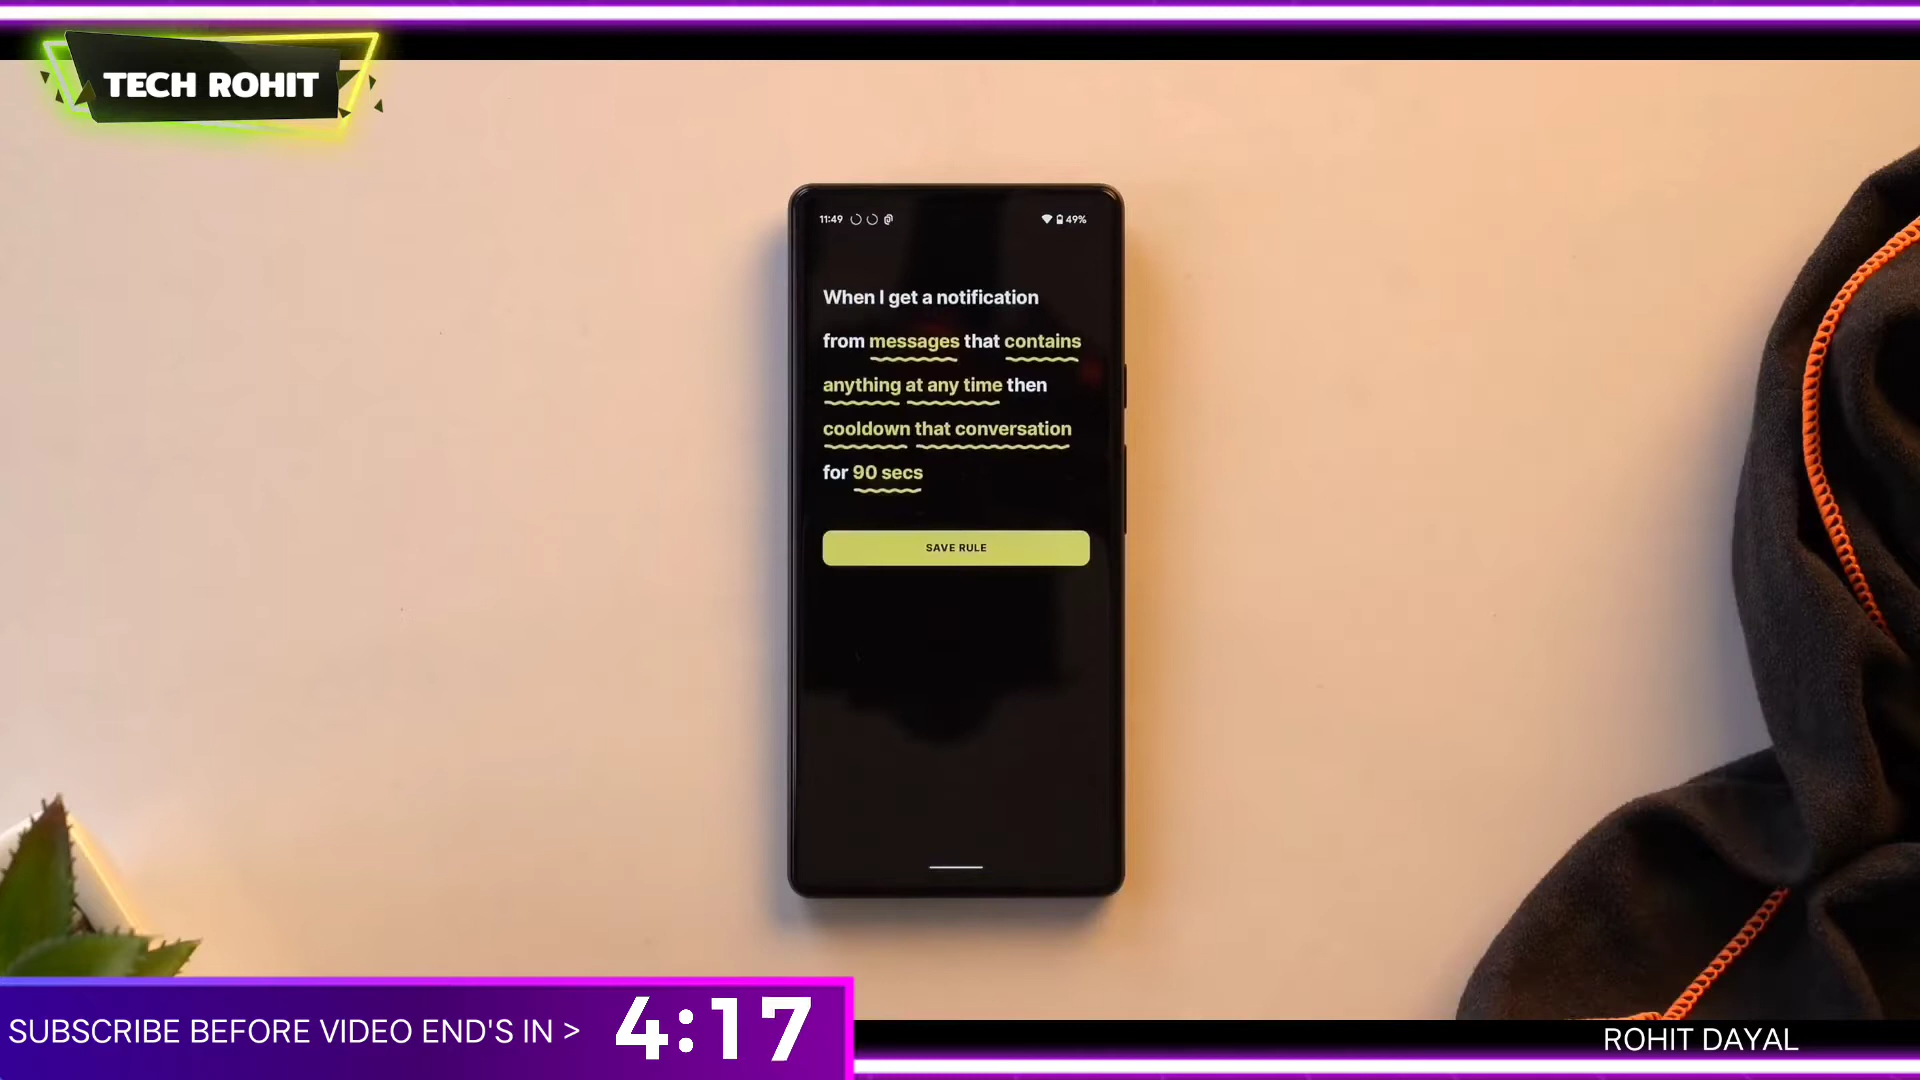 TECH ROHIT
11:49
49%
When I get a notification
from messages that contains
anything at any time then
cooldown that conversation
for 90 secs
SAVE RULE
SUBSCRIBE BEFORE VIDEO END'S IN > 4:17
ROHIT DAYAL